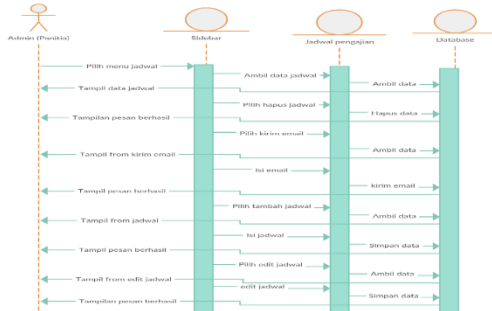 Admin (Panitia)
Sidebar
Jadwal pengajian
Database
Pilih menu jadwal
Ambil data jadwal
Ambil data
Tampil data jadwal
Pilih hapus jadwal
Hapus data
Tampilan pesan berhasil
Pilih kirim email
Ambil data
Tampil from kirim email
Isi email
kirim email
Tampil pesan berhasil
Pilih tambah jadwal
Ambil data
Tampil from jadwal
Isi jadwal
Simpan data
Tampil pesan berhasil
Pilih edit jadwal
Ambil data
Tampil from edit jadwal
edit jadwal
Simpan data
Tampilan pesan berhasil